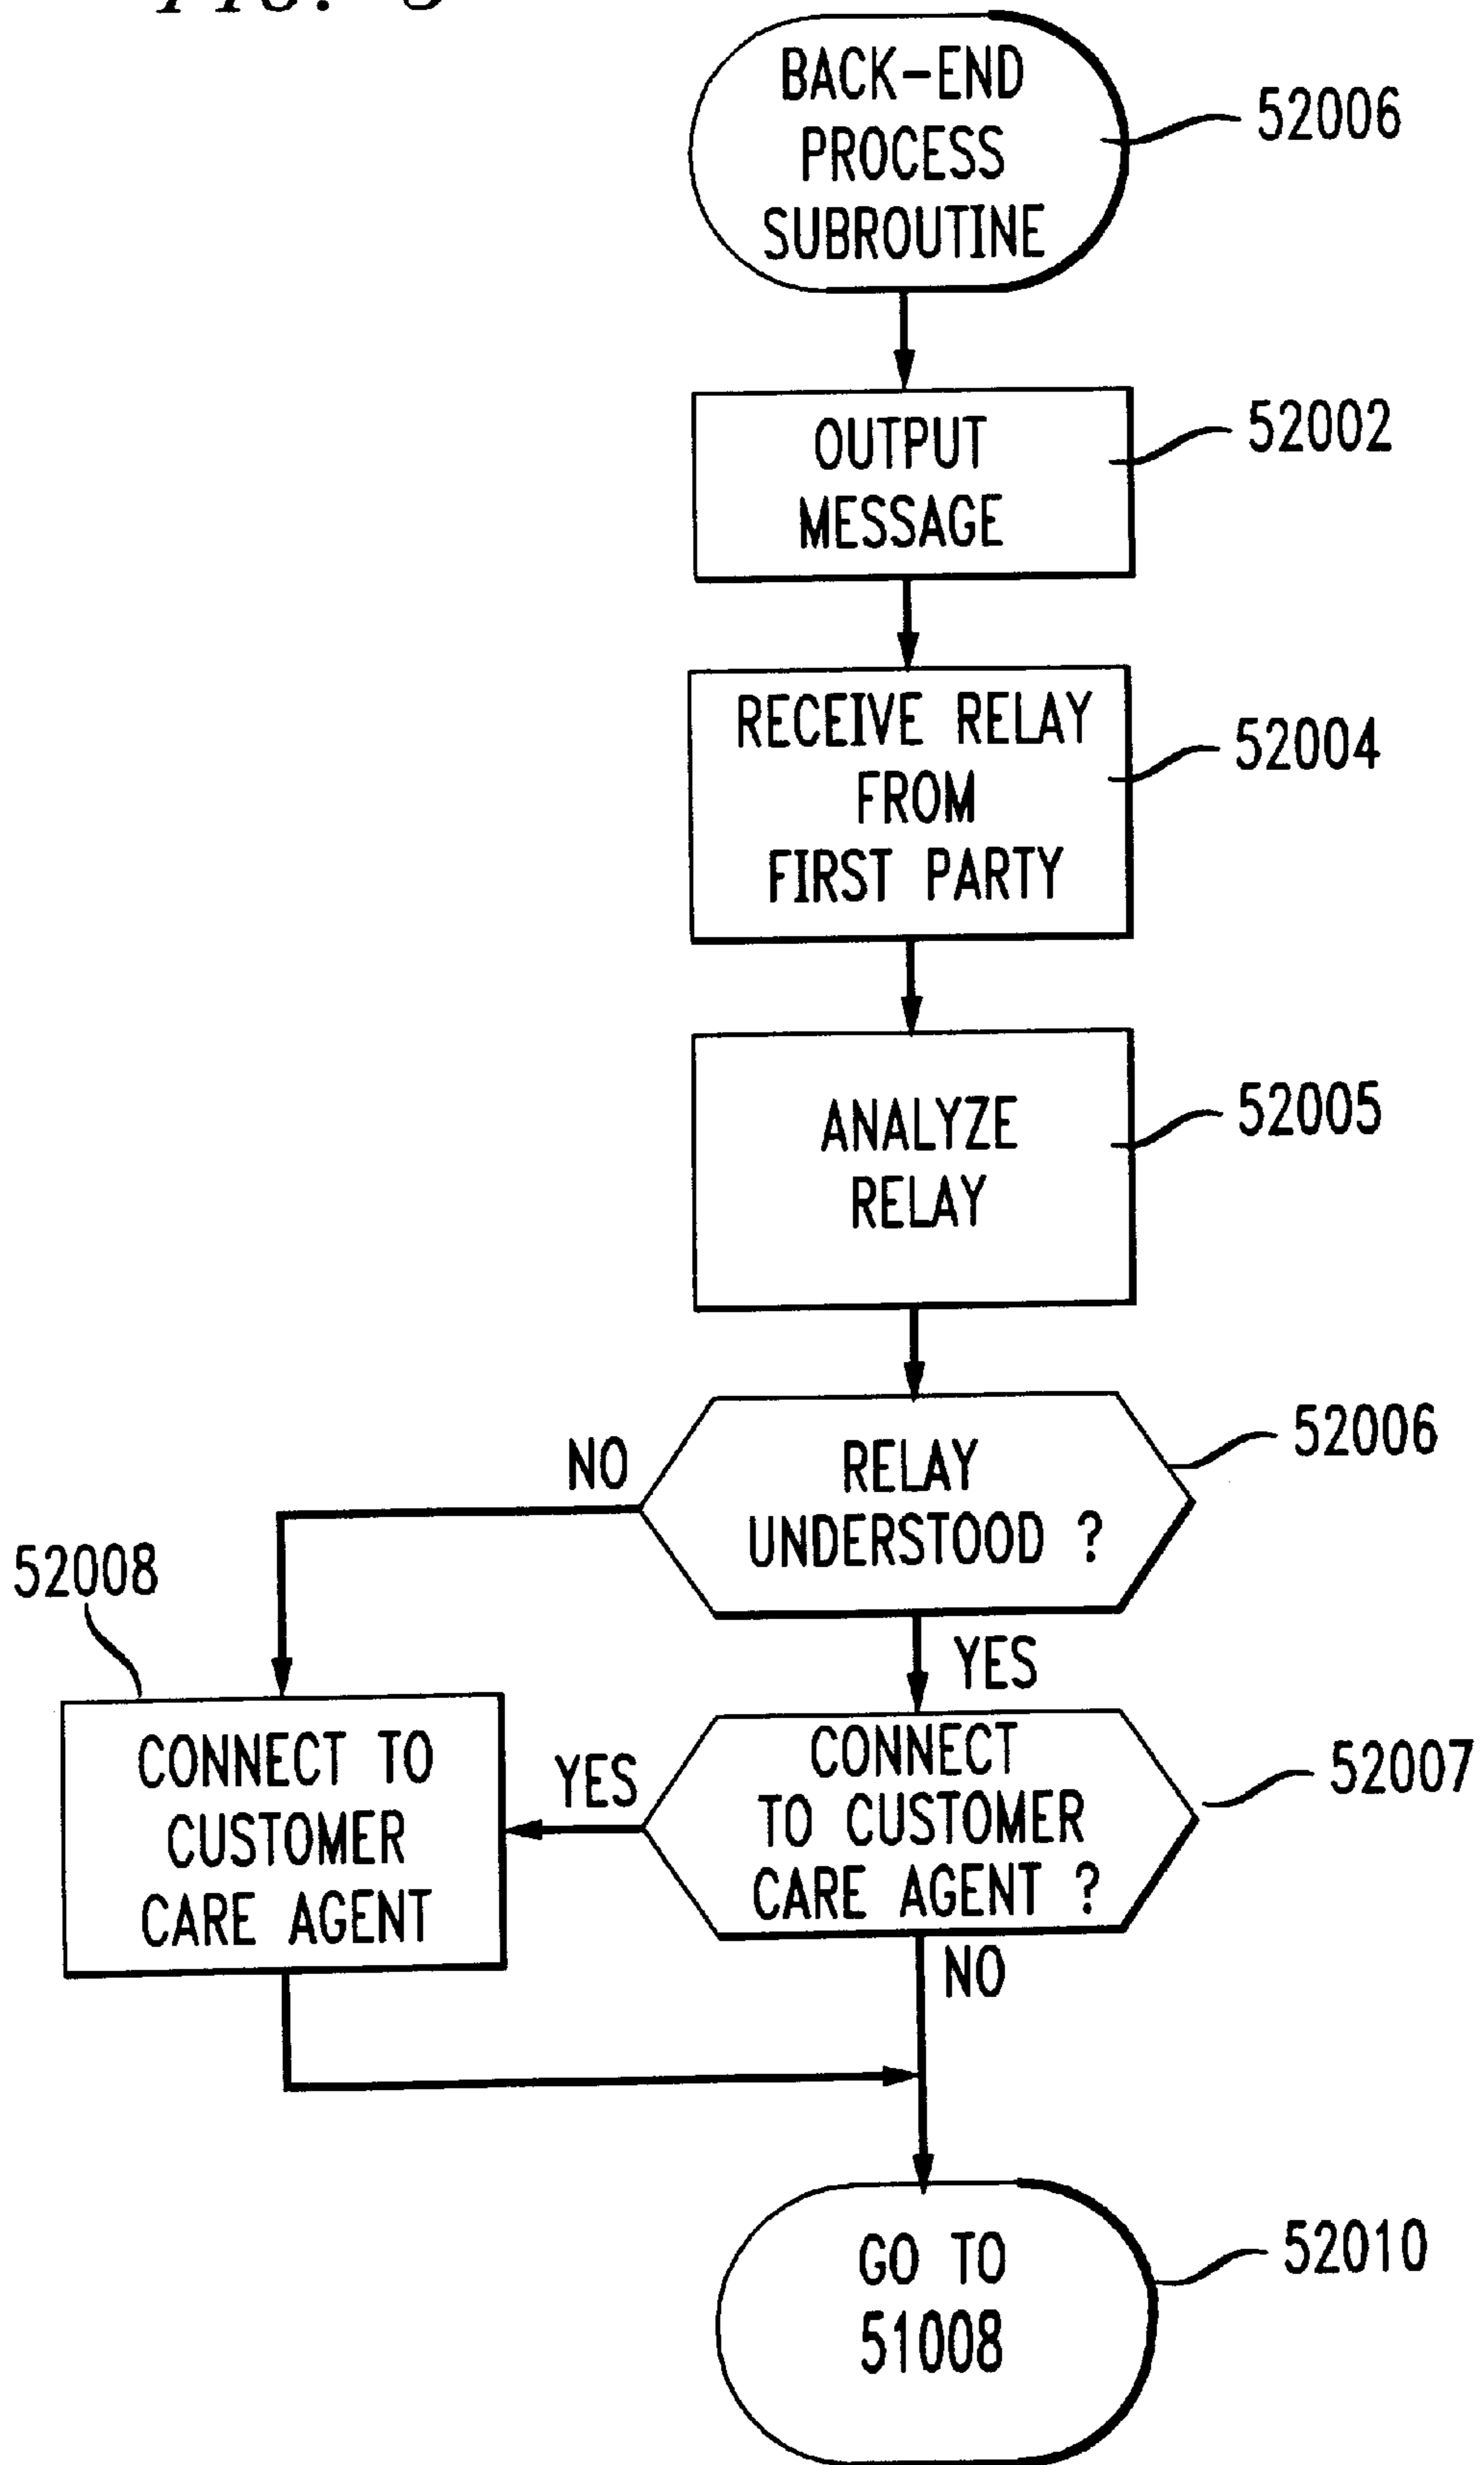 BACK-END
PROCESS
SUBROUTINE
52006
OUTPUT
MESSAGE
52002
RECEIVE RELAY
FROM
FIRST PARTY
52004
ANALYZE
RELAY
52005
RELAY
UNDERSTOOD ?
52006
NO
YES
52008
CONNECT TO
CUSTOMER
CARE AGENT
YES
CONNECT
TO CUSTOMER
CARE AGENT ?
52007
NO
GO TO
51008
52010